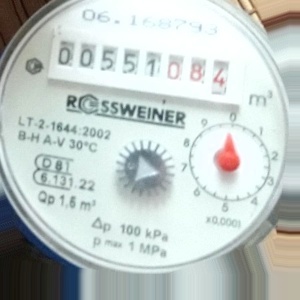 06.168793
00551084
m³
ROSSWEINER
LT-2-1644:2002
B-H A-V 30°C
D 81
6.131.22
Qp 1,5 m³
Δp 100 kPa
p max 1 MPa
0
1
2
3
4
5
6
7
8
9
x0,0001